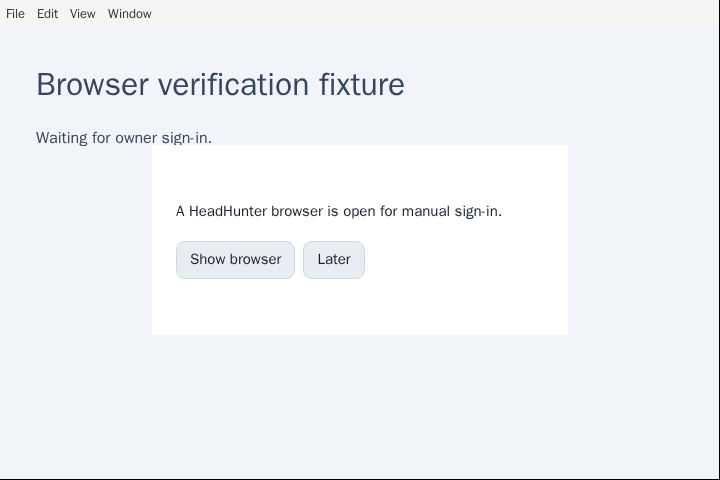 File Edit View Window
Browser verification fixture
Waiting for owner sign-in.
A HeadHunter browser is open for manual sign-in.
Show browser Later